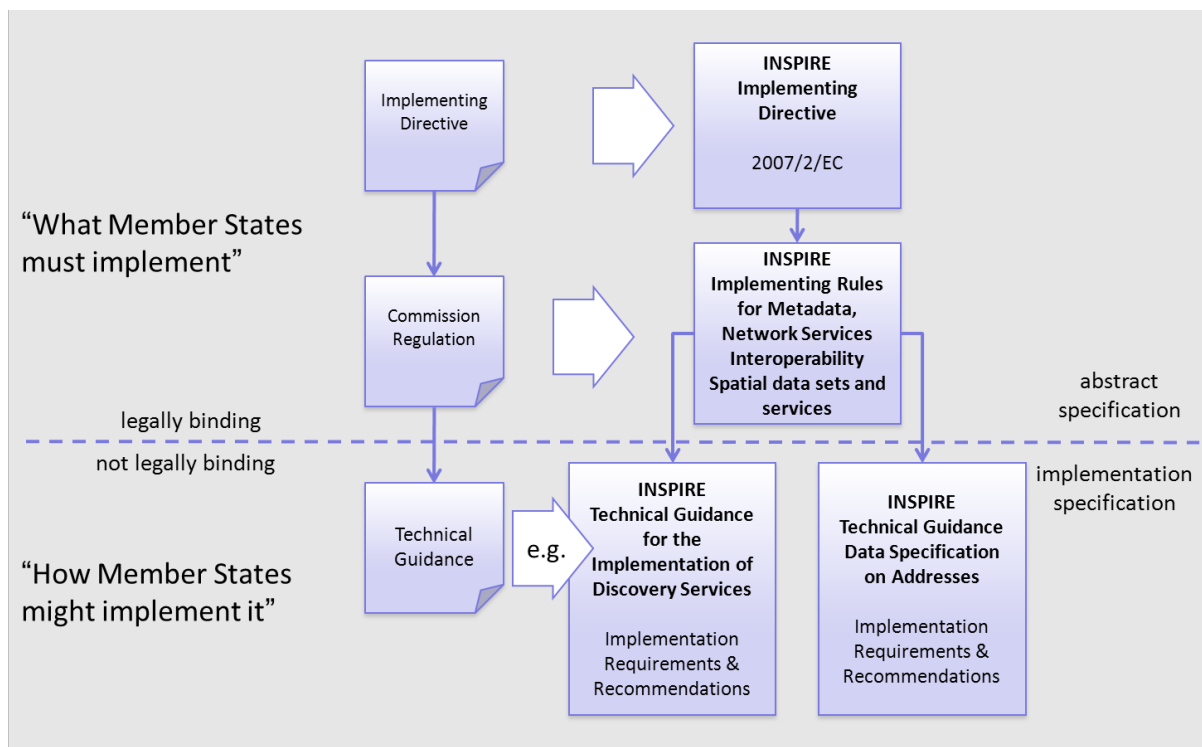 Implementing
Directive
INSPIRE
Implementing
Directive
2007/2/EC
“What Member States
must implement”
Commission
Regulation
INSPIRE
Implementing Rules
for Metadata,
Network Services
Interoperability
Spatial data sets and
services
abstract
specification
legally binding
not legally binding
implementation
specification
Technical
Guidance
e.g.
INSPIRE
Technical Guidance
for the
Implementation of
Discovery Services
Implementation
Requirements &
Recommendations
INSPIRE
Technical Guidance
Data Specification
on Addresses
Implementation
Requirements &
Recommendations
“How Member States
might implement it”